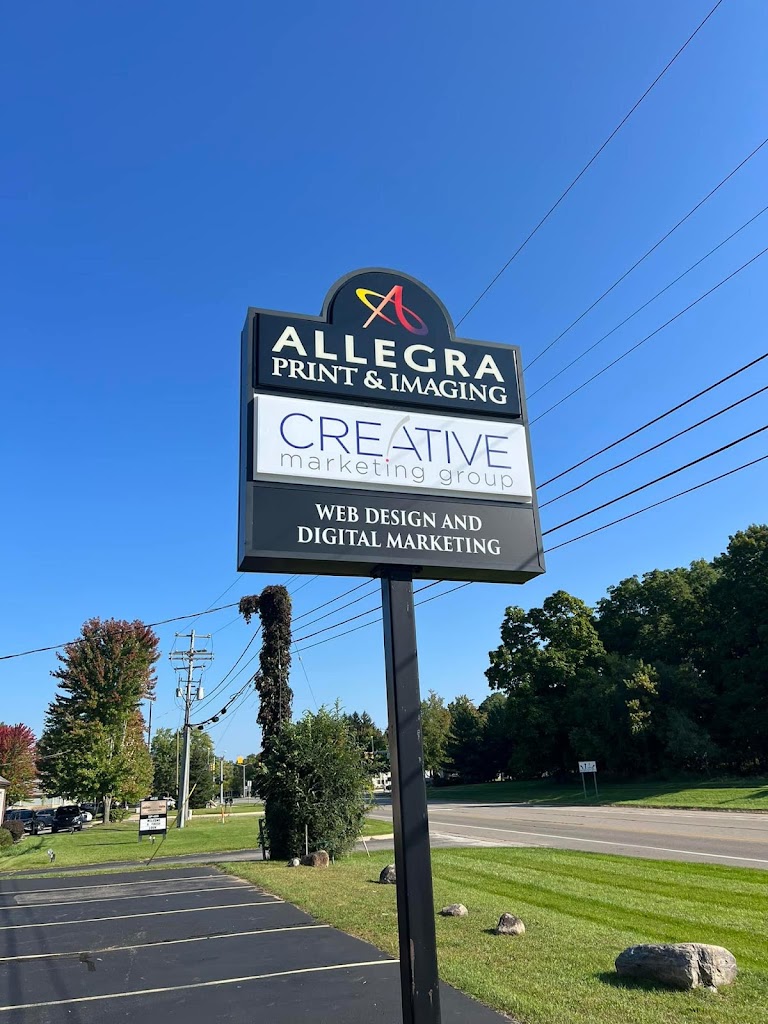 ALLEGRA
PRINT & IMAGING
CREATIVE
marketing group
WEB DESIGN AND
DIGITAL MARKETING